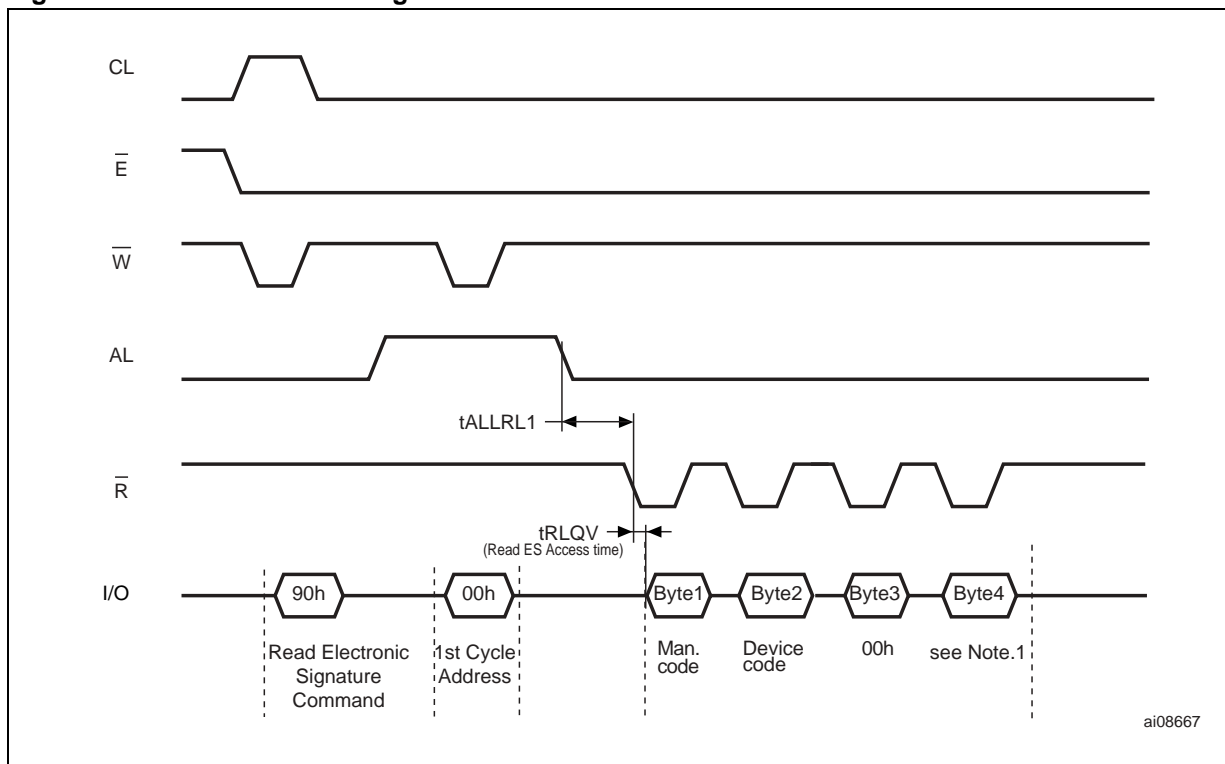 CL
E
W
AL
tALLRL1
R
tRLQV
(Read ES Access time)
I/O
90h
00h
Byte1
Byte2
Byte3
Byte4
Read Electronic
Signature
Command
1st Cycle
Address
Man.
code
Device
code
00h
see Note.1
ai08667